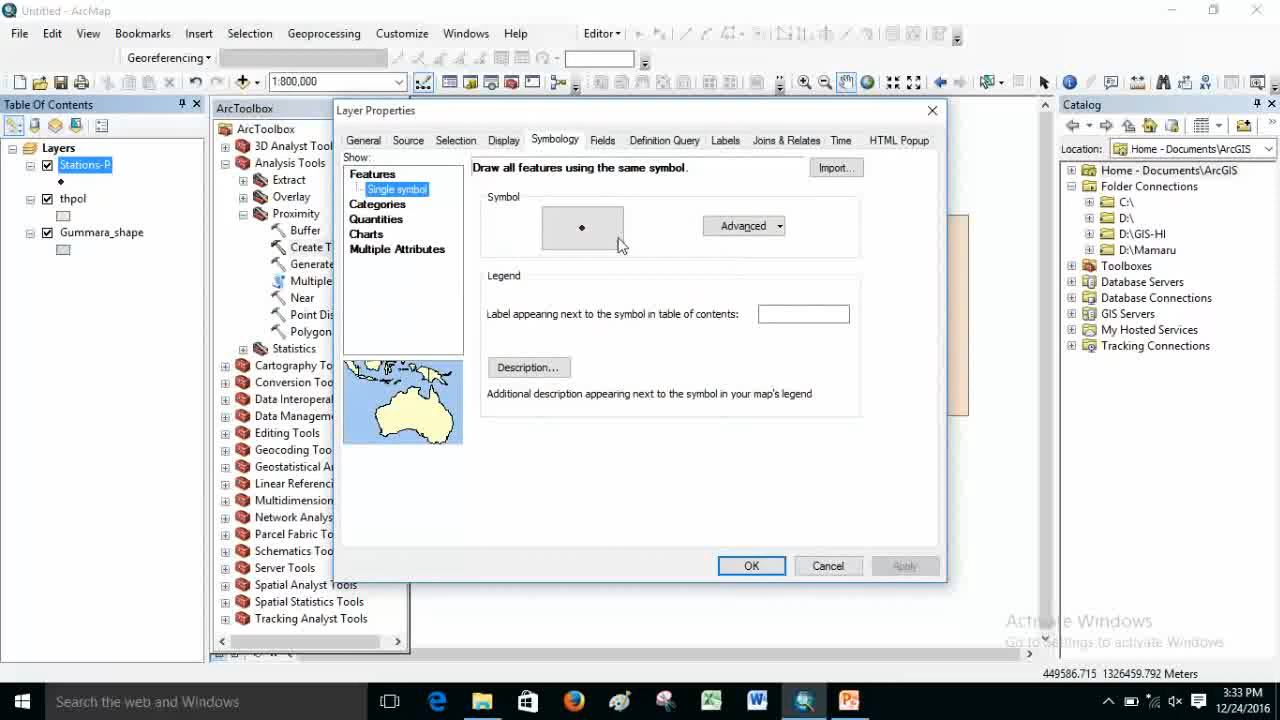 Untitled - ArcMap
File Edit View Bookmarks Insert Selection Geoprocessing Customize Windows Help Editor
Georeferencing
1:800,000
Table Of Contents
Layers
Stations-P
thpol
Gummara_shape
ArcToolbox
ArcToolbox
3D Analyst Tool
Analysis Tools
Extract
Overlay
Proximity
Buffer
Create T
Generate
Multiple
Near
Point Dis
Polygon
Statistics
Cartography To
Conversion Too
Data Interoperal
Data Managem
Editing Tools
Geocoding Too
Geostatistical An
Linear Referenci
Multidimension
Network Analys
Parcel Fabric To
Schematics Too
Server Tools
Spatial Analyst Tools
Spatial Statistics Tools
Tracking Analyst Tools
Layer Properties
General Source Selection Display Symbology Fields Definition Query Labels Joins & Relates Time HTML Popup
Show:
Features
Single symbol
Categories
Quantities
Charts
Multiple Attributes
Draw all features using the same symbol.
Import...
Symbol
Advanced
Legend
Label appearing next to the symbol in table of contents:
Description...
Additional description appearing next to the symbol in your map's legend
OK Cancel Apply
Catalog
Location: Home - Documents\ArcGIS
Home - Documents\ArcGIS
Folder Connections
C:\
D:\
D:\GIS-HI
D:\Mamaru
Toolboxes
Database Servers
Database Connections
GIS Servers
My Hosted Services
Tracking Connections
Activate Windows
Go to Settings to activate Windows
449586.715 1326459.792 Meters
Search the web and Windows
3:33 PM
12/24/2016